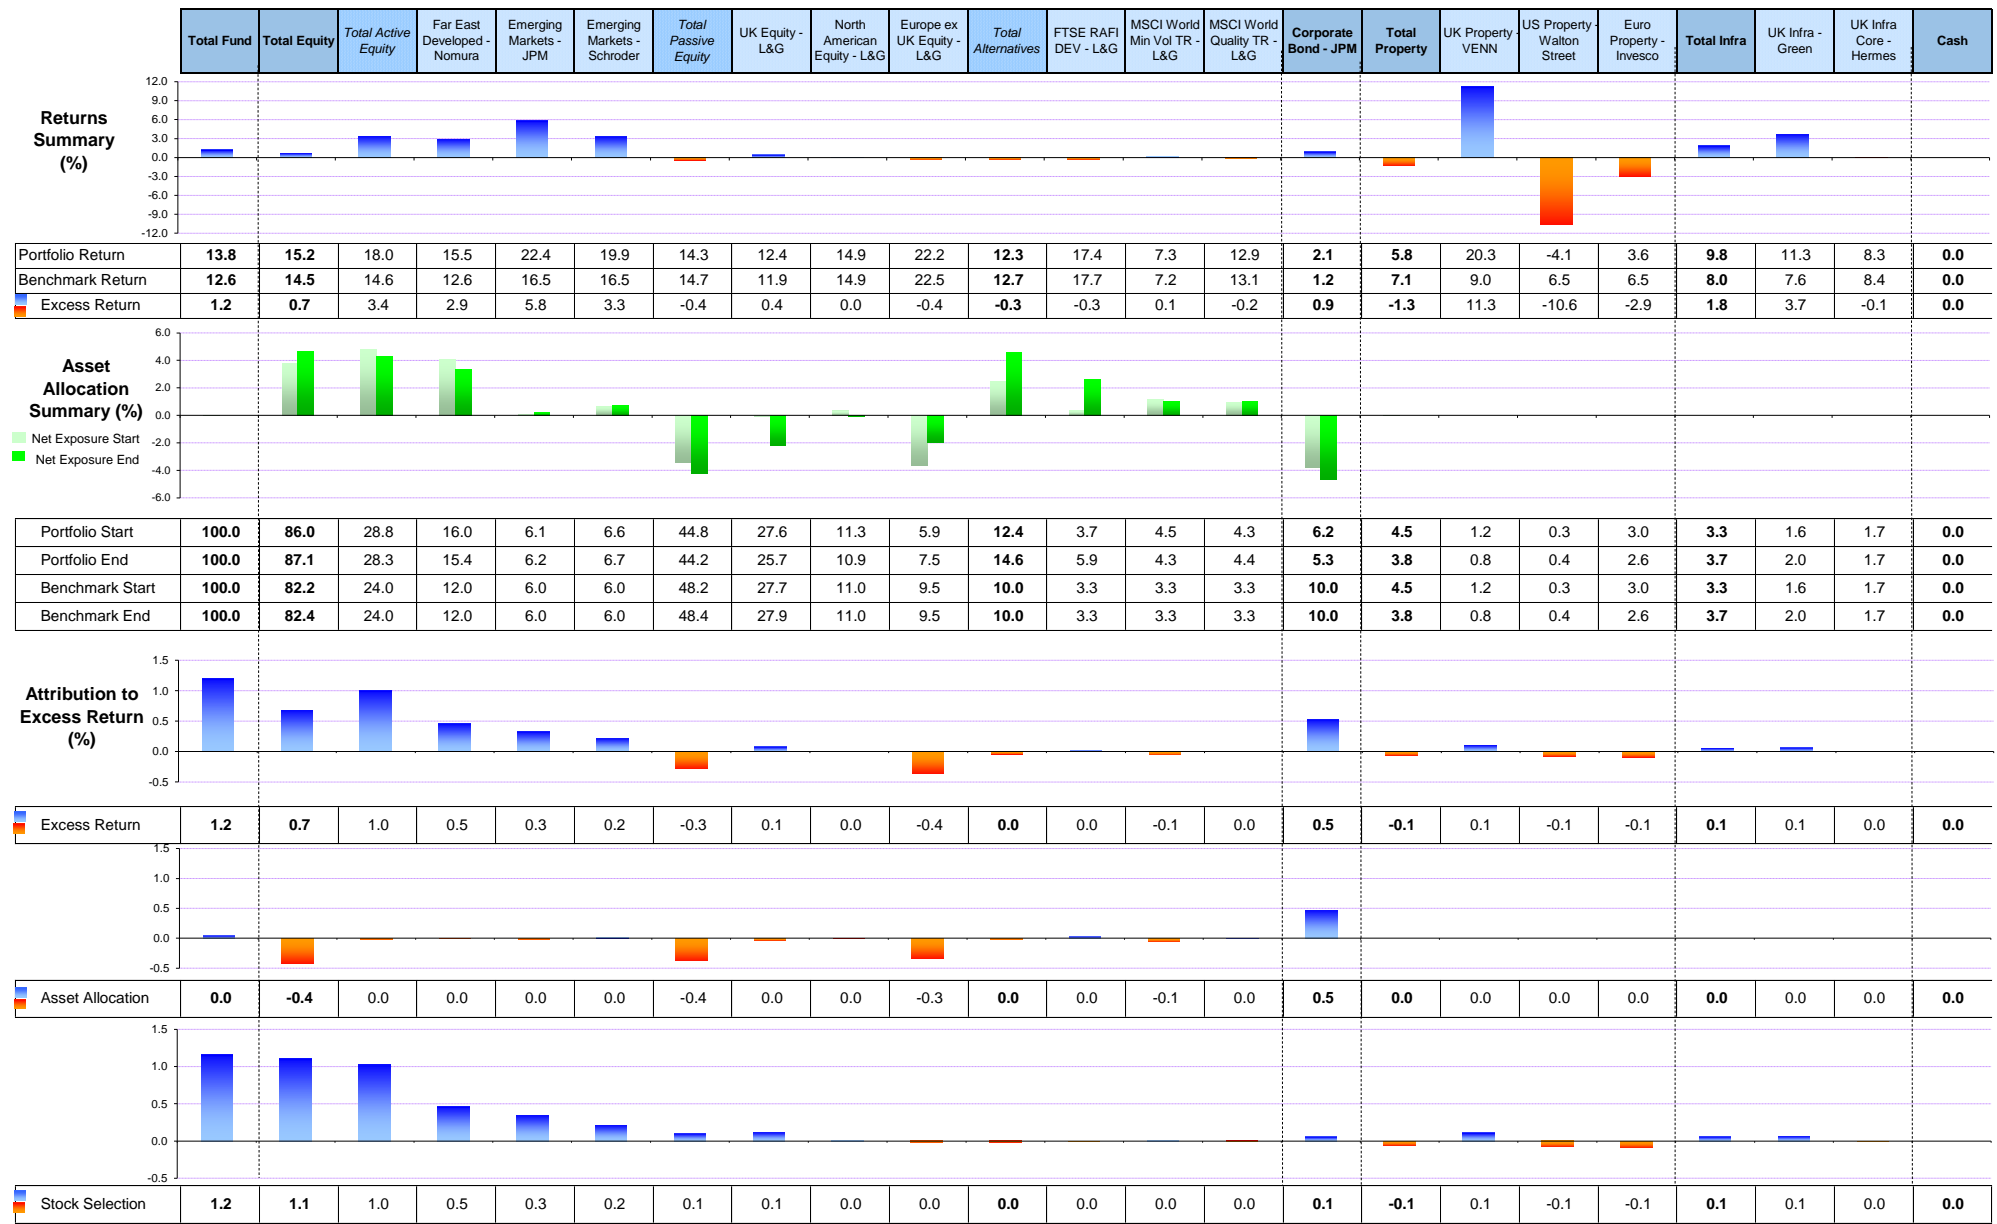 Total Fund Total Equity Total Active Equity Far East Developed - Nomura Emerging Markets - JPM Emerging Markets - Schroder Total Passive Equity UK Equity - L&G North American Equity - L&G Europe ex UK Equity - L&G Total Alternatives FTSE RAFI DEV - L&G MSCI World Min Vol TR - L&G MSCI World Quality TR - L&G Corporate Bond - JPM Total Property UK Property - VENN US Property - Walton Street Euro Property - Invesco Total Infra UK Infra - Green UK Infra Core - Hermes Cash
Returns Summary (%)
12.0
9.0
6.0
3.0
0.0
-3.0
-6.0
-9.0
-12.0
Portfolio Return 13.8 15.2 18.0 15.5 22.4 19.9 14.3 12.4 14.9 22.2 12.3 17.4 7.3 12.9 2.1 5.8 20.3 -4.1 3.6 9.8 11.3 8.3 0.0
Benchmark Return 12.6 14.5 14.6 12.6 16.5 16.5 14.7 11.9 14.9 22.5 12.7 17.7 7.2 13.1 1.2 7.1 9.0 6.5 6.5 8.0 7.6 8.4 0.0
Excess Return 1.2 0.7 3.4 2.9 5.8 3.3 -0.4 0.4 0.0 -0.4 -0.3 -0.3 0.1 -0.2 0.9 -1.3 11.3 -10.6 -2.9 1.8 3.7 -0.1 0.0
Asset Allocation Summary (%)
Net Exposure Start
Net Exposure End
6.0
4.0
2.0
0.0
-2.0
-4.0
-6.0
Portfolio Start 100.0 86.0 28.8 16.0 6.1 6.6 44.8 27.6 11.3 5.9 12.4 3.7 4.5 4.3 6.2 4.5 1.2 0.3 3.0 3.3 1.6 1.7 0.0
Portfolio End 100.0 87.1 28.3 15.4 6.2 6.7 44.2 25.7 10.9 7.5 14.6 5.9 4.3 4.4 5.3 3.8 0.8 0.4 2.6 3.7 2.0 1.7 0.0
Benchmark Start 100.0 82.2 24.0 12.0 6.0 6.0 48.2 27.7 11.0 9.5 10.0 3.3 3.3 3.3 10.0 4.5 1.2 0.3 3.0 3.3 1.6 1.7 0.0
Benchmark End 100.0 82.4 24.0 12.0 6.0 6.0 48.4 27.9 11.0 9.5 10.0 3.3 3.3 3.3 10.0 3.8 0.8 0.4 2.6 3.7 2.0 1.7 0.0
Attribution to Excess Return (%)
1.5
1.0
0.5
0.0
-0.5
Excess Return 1.2 0.7 1.0 0.5 0.3 0.2 -0.3 0.1 0.0 -0.4 0.0 0.0 -0.1 0.0 0.5 -0.1 0.1 -0.1 -0.1 0.1 0.1 0.0 0.0
1.5
1.0
0.5
0.0
-0.5
Asset Allocation 0.0 -0.4 0.0 0.0 0.0 0.0 -0.4 0.0 0.0 -0.3 0.0 0.0 -0.1 0.0 0.5 0.0 0.0 0.0 0.0 0.0 0.0 0.0 0.0
1.5
1.0
0.5
0.0
-0.5
Stock Selection 1.2 1.1 1.0 0.5 0.3 0.2 0.1 0.1 0.0 0.0 0.0 0.0 0.0 0.0 0.1 -0.1 0.1 -0.1 -0.1 0.1 0.1 0.0 0.0